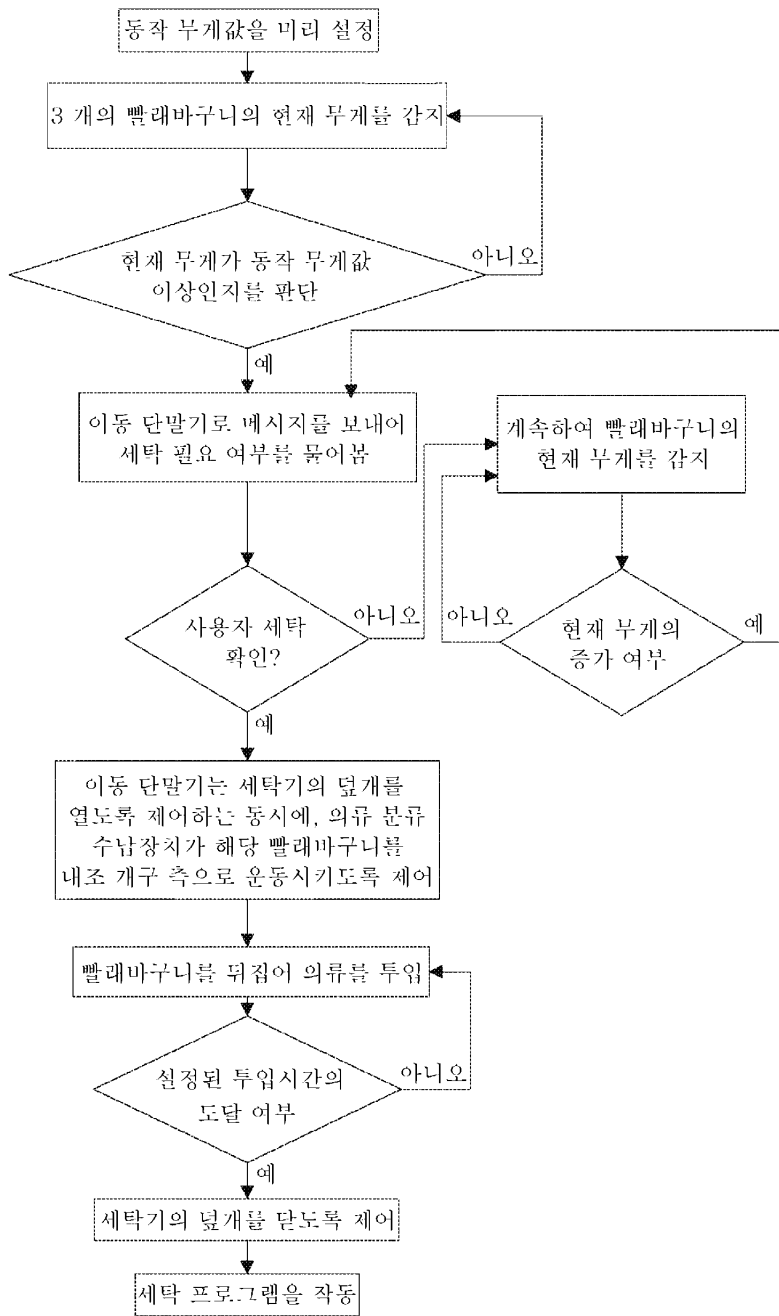 동작 무게값을 미리 설정
3 개의 빨래바구니의 현재 무게를 감지
현재 무게가 동작 무게값
이상인지를 판단
아니오
예
이동 단말기로 메시지를 보내어
세탁 필요 여부를 물어봄
계속하여 빨래바구니의
현재 무게를 감지
사용자 세탁
확인?
아니오
아니오
현재 무게의
증가 여부
예
예
이동 단말기는 세탁기의 덮개를
열도록 제어하는 동시에, 의류 분류
수납장치가 해당 빨래바구니를
내조 개구 측으로 운동시키도록 제어
빨래바구니를 뒤집어 의류를 투입
설정된 투입시간의
도달 여부
아니오
예
세탁기의 덮개를 닫도록 제어
세탁 프로그램을 작동